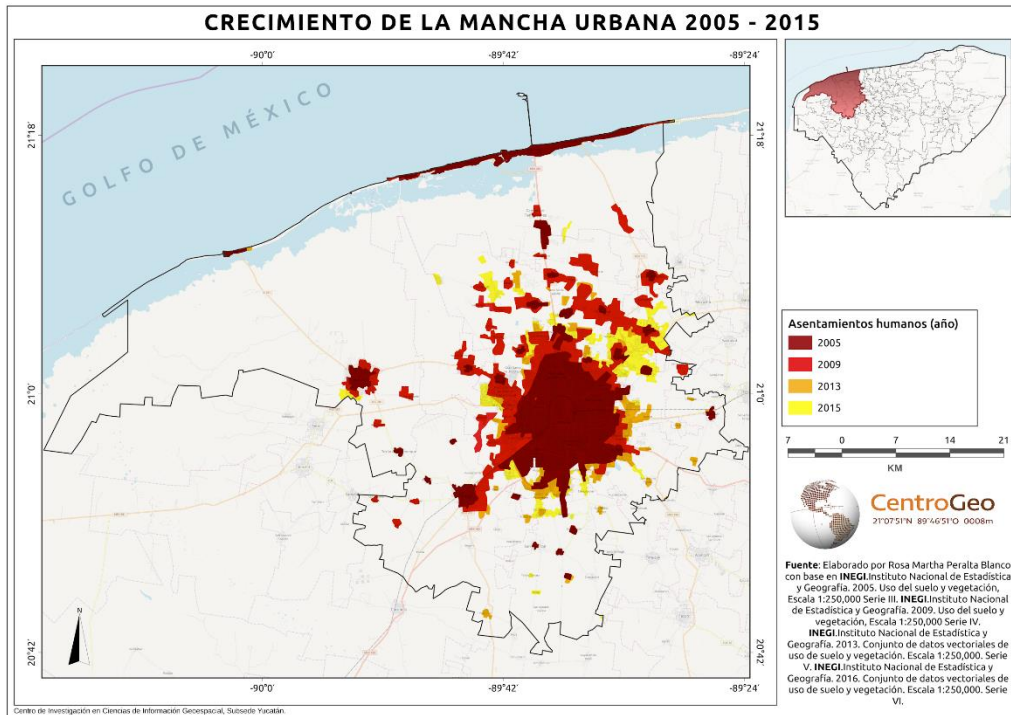 CRECIMIENTO DE LA MANCHA URBANA 2005 - 2015
-90°0′
-89°42′
-89°24′
GOLFO DE MÉXICO
21°18′
21°18′
21°0′
21°0′
20°42′
20°42′
N
-90°0′
-89°42′
-89°24′
Asentamientos humanos (año)
2005
2009
2013
2015
7 0 7 14 21
KM
CentroGeo
21°07'51''N 89°46'51''O 0008m
Fuente: Elaborado por Rosa Martha Peralta Blanco
con base en INEGI.Instituto Nacional de Estadística
y Geografía. 2005. Uso del suelo y vegetación,
Escala 1:250,000 Serie III. INEGI.Instituto Nacional
de Estadística y Geografía. 2009. Uso del suelo y
vegetación, Escala 1:250,000 Serie IV.
INEGI.Instituto Nacional de Estadística y
Geografía. 2013. Conjunto de datos vectoriales de
uso de suelo y vegetación. Escala 1:250,000. Serie
V. INEGI.Instituto Nacional de Estadística y
Geografía. 2016. Conjunto de datos vectoriales de
uso de suelo y vegetación. Escala 1:250,000. Serie
VI.
Centro de Investigación en Ciencias de Información Geoespacial, Subsede Yucatán.